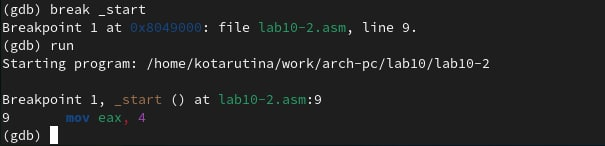 (gdb) break _start
Breakpoint 1 at 0x8049000: file lab10-2.asm, line 9.
(gdb) run
Starting program: /home/kotarutina/work/arch-pc/lab10/lab10-2
Breakpoint 1, _start () at lab10-2.asm:9
9       mov eax, 4
(gdb)